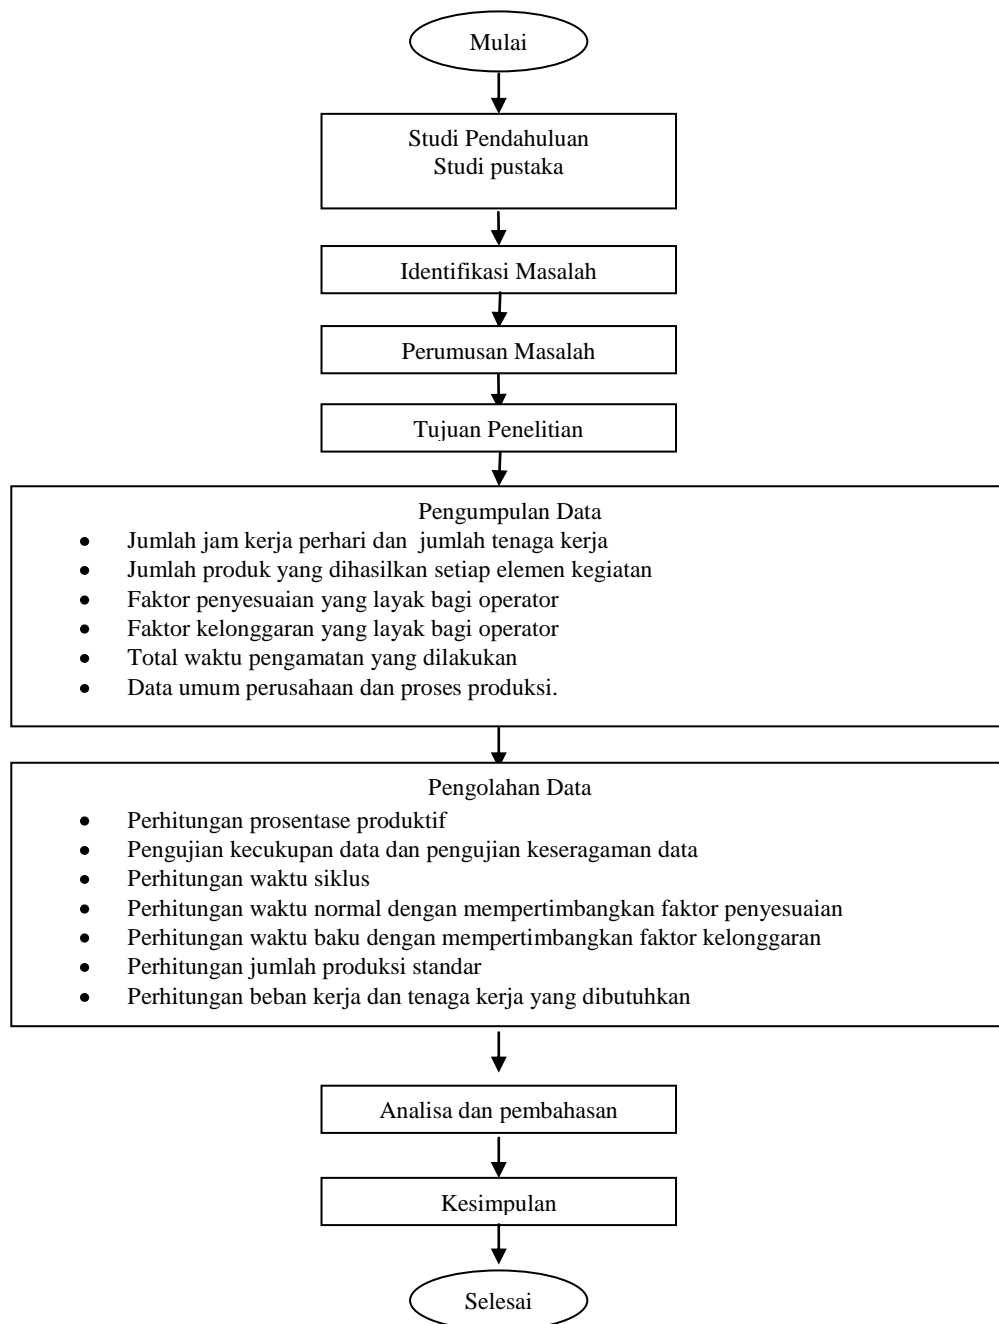 Mulai
Studi Pendahuluan
Studi pustaka
Identifikasi Masalah
Perumusan Masalah
Tujuan Penelitian
Pengumpulan Data
• Jumlah jam kerja perhari dan jumlah tenaga kerja
• Jumlah produk yang dihasilkan setiap elemen kegiatan
• Faktor penyesuaian yang layak bagi operator
• Faktor kelonggaran yang layak bagi operator
• Total waktu pengamatan yang dilakukan
• Data umum perusahaan dan proses produksi.
Pengolahan Data
• Perhitungan prosentase produktif
• Pengujian kecukupan data dan pengujian keseragaman data
• Perhitungan waktu siklus
• Perhitungan waktu normal dengan mempertimbangkan faktor penyesuaian
• Perhitungan waktu baku dengan mempertimbangkan faktor kelonggaran
• Perhitungan jumlah produksi standar
• Perhitungan beban kerja dan tenaga kerja yang dibutuhkan
Analisa dan pembahasan
Kesimpulan
Selesai